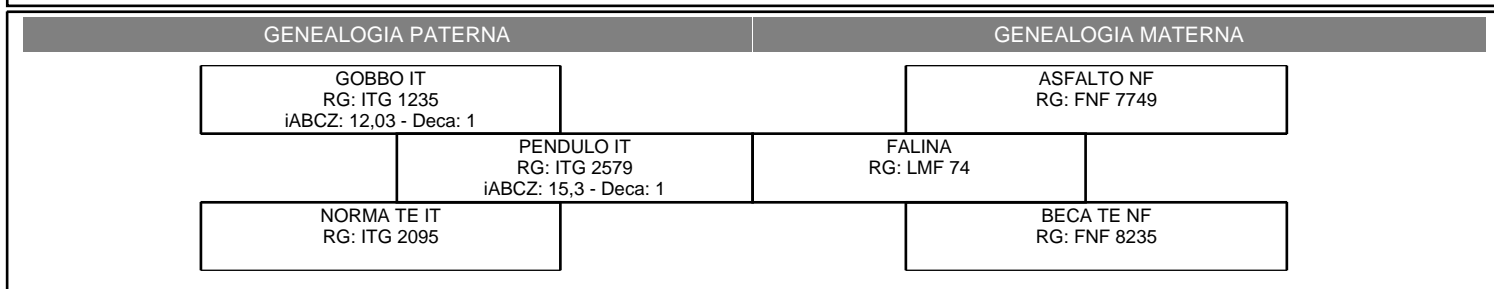 GENEALOGIA PATERNA
GENEALOGIA MATERNA
GOBBO IT
RG: ITG 1235
iABCZ: 12,03 - Deca: 1
ASFALTO NF
RG: FNF 7749
PENDULO IT
RG: ITG 2579
iABCZ: 15,3 - Deca: 1
FALINA
RG: LMF 74
NORMA TE IT
RG: ITG 2095
BECA TE NF
RG: FNF 8235